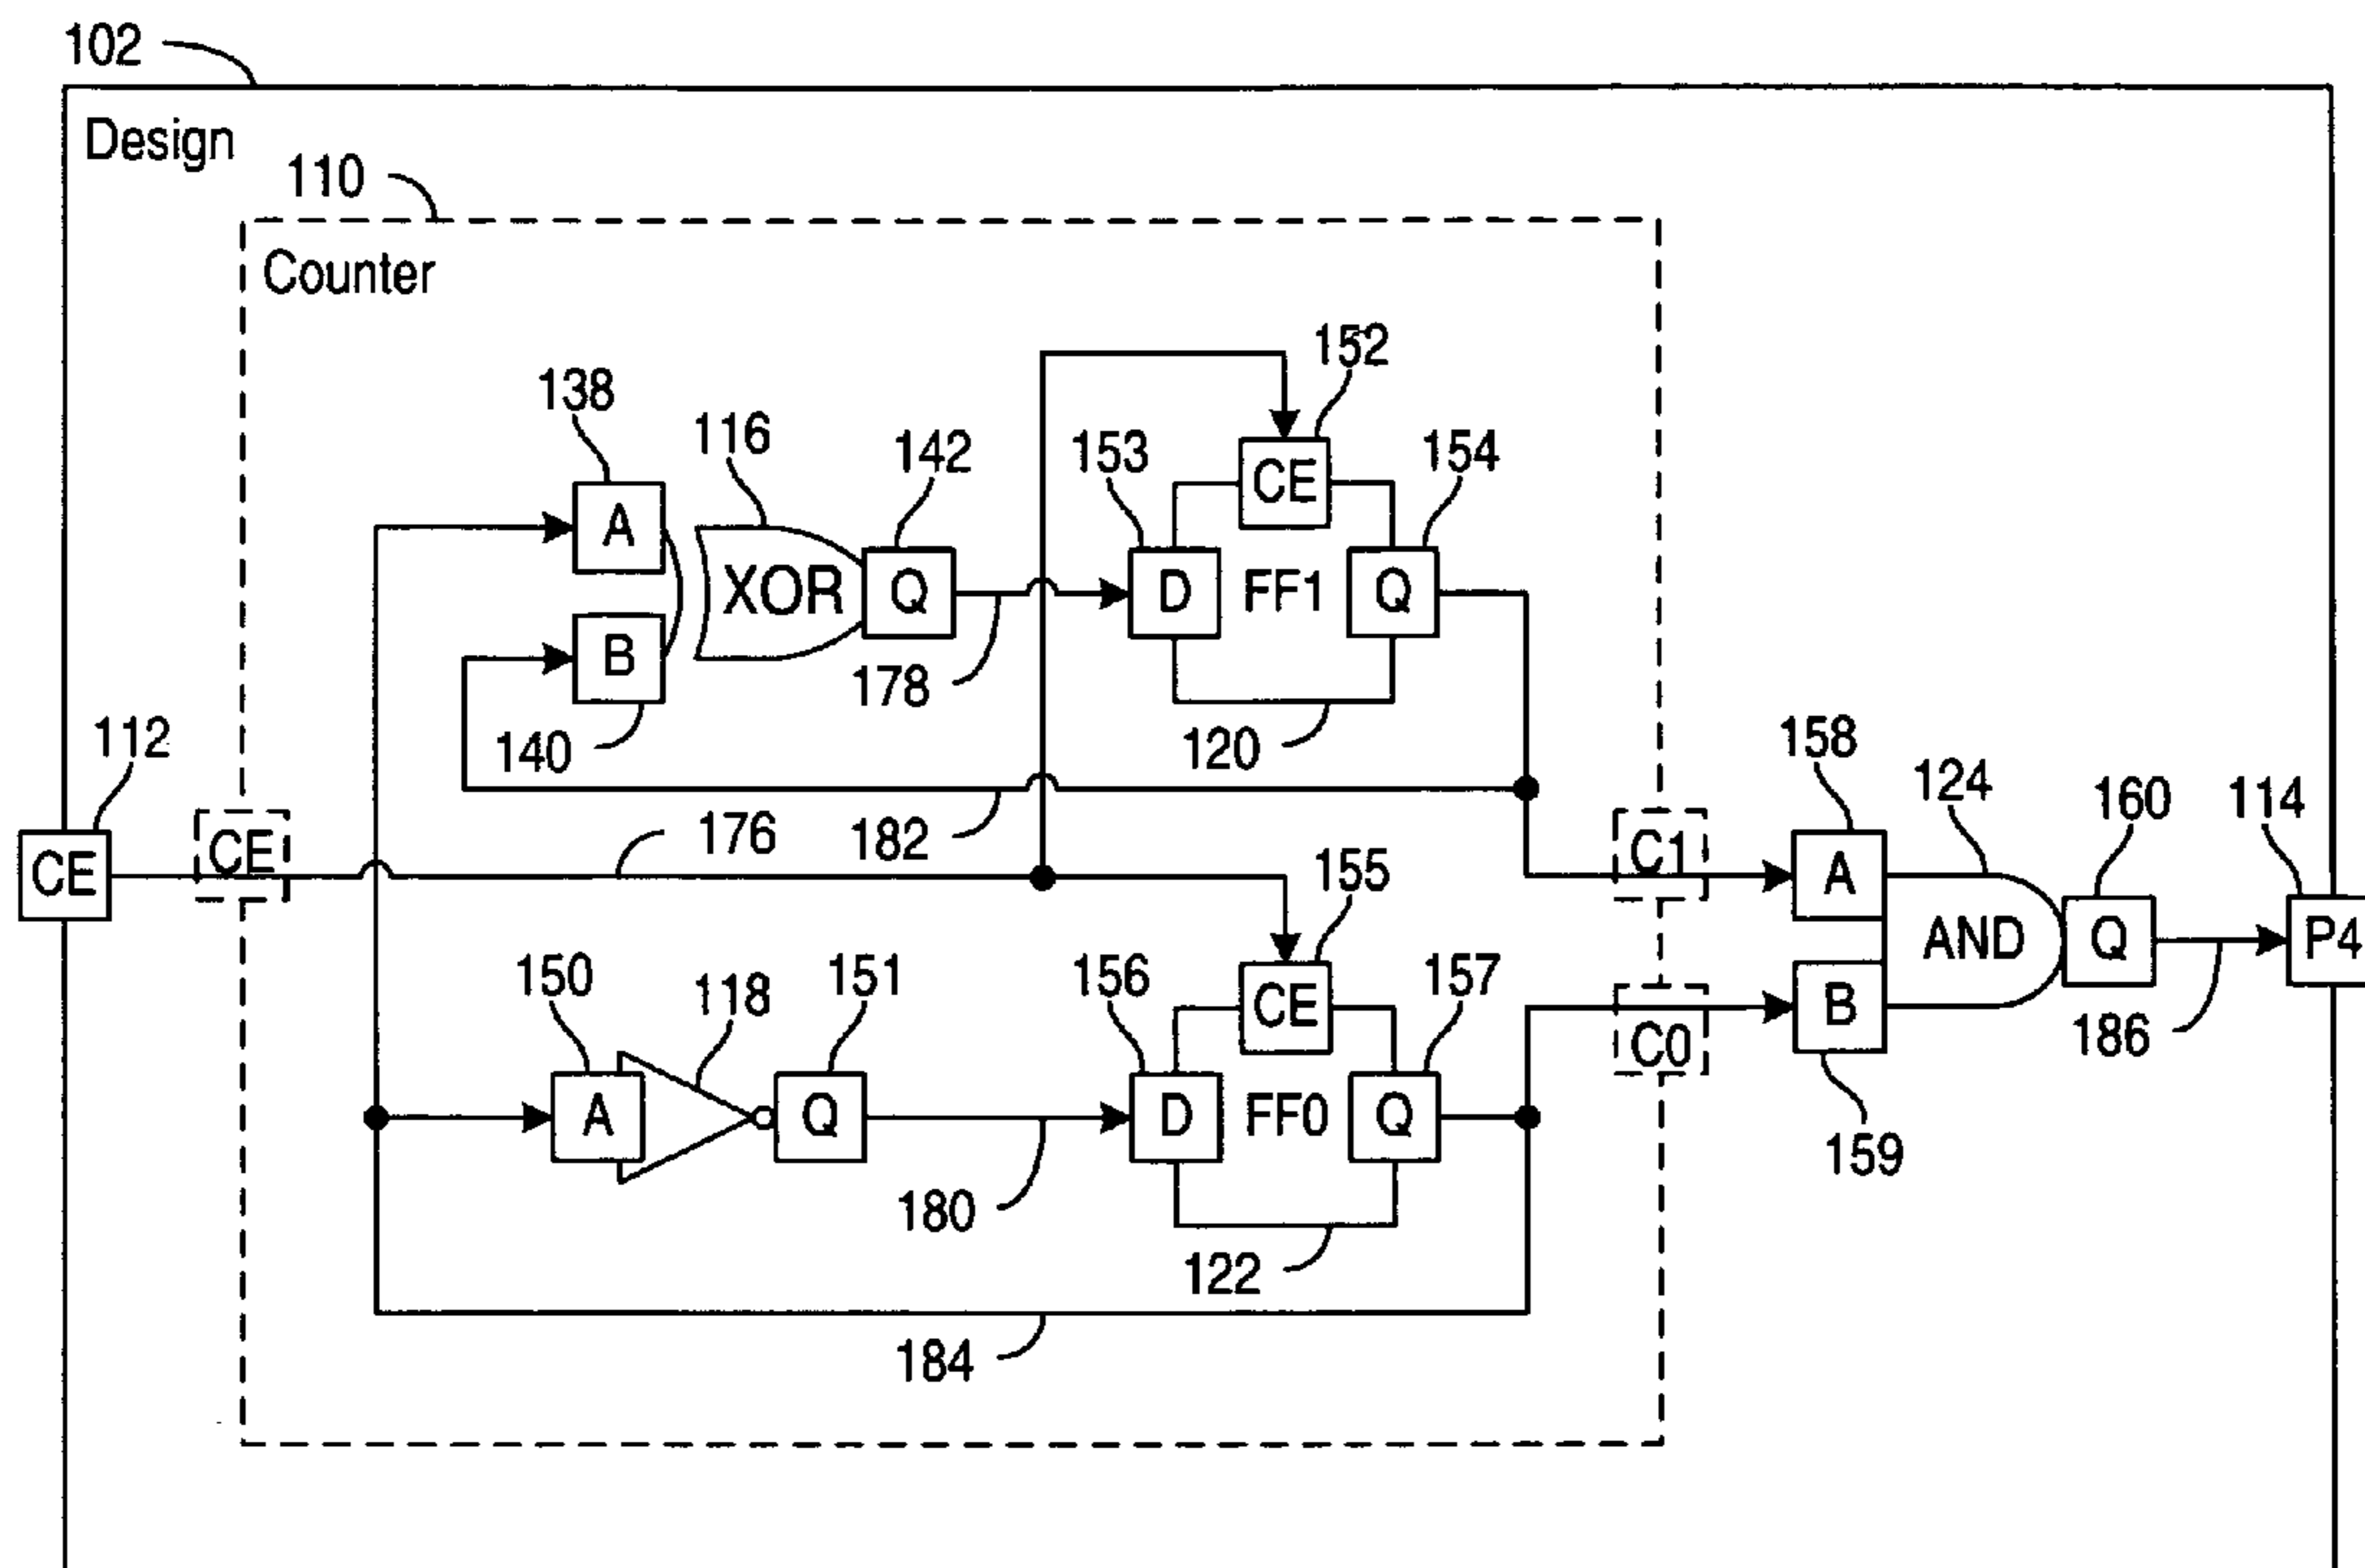 102
Design
110
Counter
152
138
116
142
153
154
CE
A
XOR
Q
D
FF1
Q
B
178
140
120
112
158
124
160
114
176
182
CE
CE
C1
155
A
AND
Q
P4
150
118
151
156
157
CE
B
C0
186
A
Q
D
FF0
Q
159
180
122
184